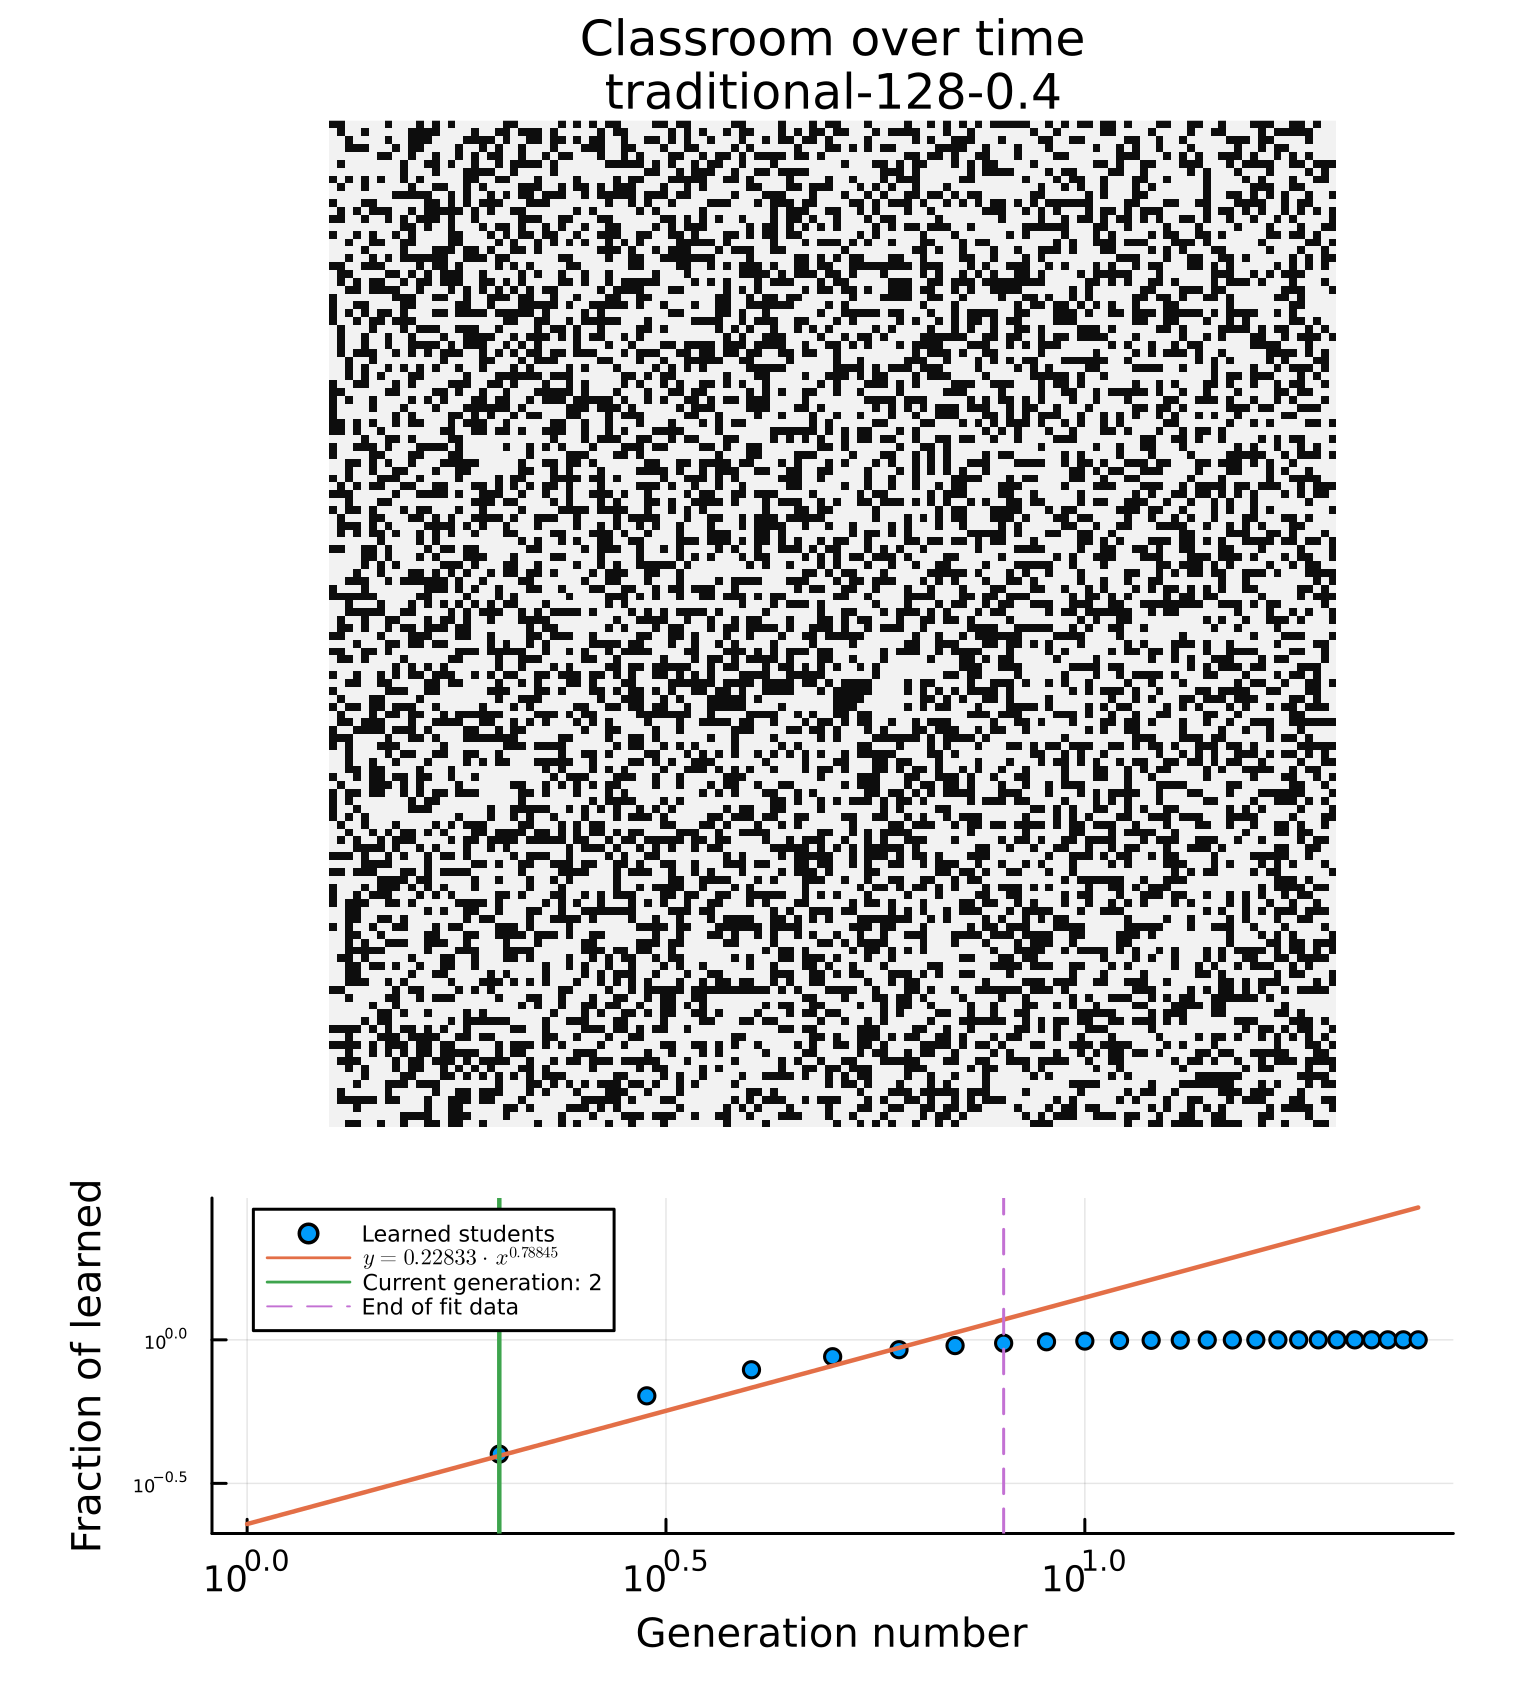 Classroom over time
traditional-128-0.4
Fraction of learned
Learned students
y = 0.22833 · x^0.78845
Current generation: 2
End of fit data
10^0.0
10^−0.5
10^0.0
10^0.5
10^1.0
Generation number